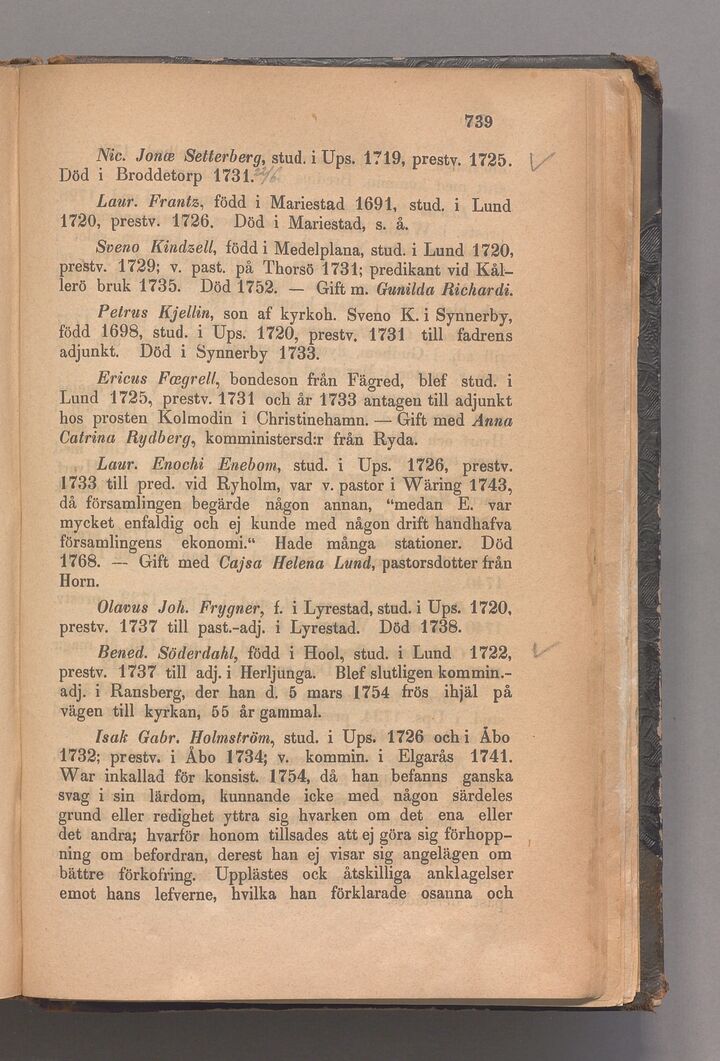 739
Nic. Jonæ Setterberg, stud. i Ups. 1719, prestv. 1725.
Död i Broddetorp 1731.
Laur. Frantz, född i Mariestad 1691, stud. i Lund
1720, prestv. 1726. Död i Mariestad, s. å.
Sveno Kindzell, född i Medelplana, stud. i Lund 1720,
prestv. 1729; v. past. på Thorsö 1731; predikant vid Kål-
lerö bruk 1735. Död 1752. — Gift m. Gunilda Richardi.
Petrus Kjellin, son af kyrkoh. Sveno K. i Synnerby,
född 1698, stud. i Ups. 1720, prestv. 1731 till fadrens
adjunkt. Död i Synnerby 1733.
Ericus Fægrell, bondeson från Fägred, blef stud. i
Lund 1725, prestv. 1731 och år 1733 antagen till adjunkt
hos prosten Kolmodin i Christinehamn. — Gift med Anna
Catrina Rydberg, komministersd:r från Ryda.
Laur. Enochi Enebom, stud. i Ups. 1726, prestv.
1733 till pred. vid Ryholm, var v. pastor i Wäring 1743,
då församlingen begärde någon annan, “medan E. var
mycket enfaldig och ej kunde med någon drift handhafva
församlingens ekonomi.“ Hade många stationer. Död
1768. — Gift med Cajsa Helena Lund, pastorsdotter från
Horn.
Olavus Joh. Frygner, f. i Lyrestad, stud. i Ups. 1720,
prestv. 1737 till past.-adj. i Lyrestad. Död 1738.
Bened. Söderdahl, född i Hool, stud. i Lund 1722,
prestv. 1737 till adj. i Herljunga. Blef slutligen kommin.-
adj. i Ransberg, der han d. 5 mars 1754 frös ihjäl på
vägen till kyrkan, 55 år gammal.
Isak Gabr. Holmström, stud. i Ups. 1726 och i Åbo
1732; prestv. i Åbo 1734; v. kommin. i Elgarås 1741.
War inkallad för konsist. 1754, då han befanns ganska
svag i sin lärdom, kunnande icke med någon särdeles
grund eller redighet yttra sig hvarken om det ena eller
det andra; hvarför honom tillsades att ej göra sig förhopp-
ning om befordran, derest han ej visar sig angelägen om
bättre förkofring. Upplästes ock åtskilliga anklagelser
emot hans lefverne, hvilka han förklarade osanna och